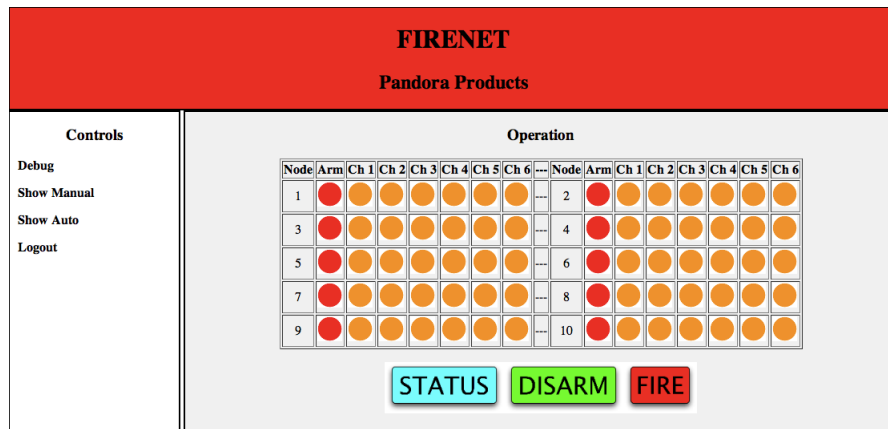 FIRENET
Pandora Products
Controls
Debug
Show Manual
Show Auto
Logout
Operation
Node Arm Ch 1 Ch 2 Ch 3 Ch 4 Ch 5 Ch 6 --- Node Arm Ch 1 Ch 2 Ch 3 Ch 4 Ch 5 Ch 6
1 --- 2
3 --- 4
5 --- 6
7 --- 8
9 --- 10
STATUS DISARM FIRE